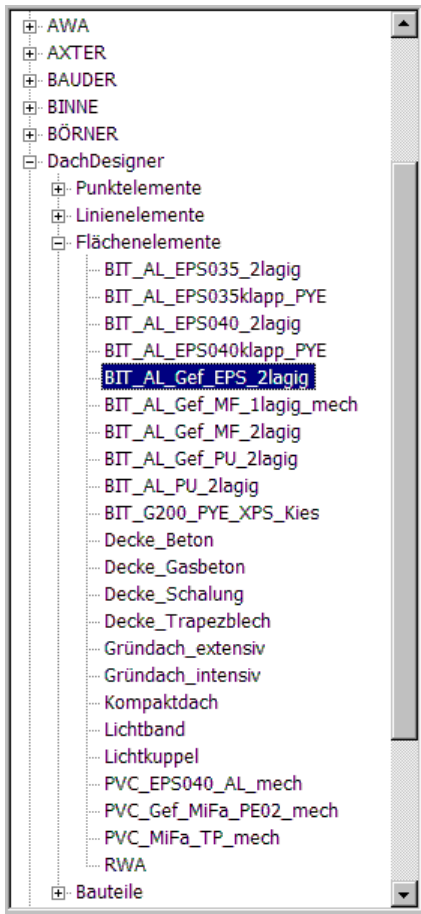 AWA
AXTER
BAUDER
BINNE
BÖRNER
DachDesigner
Punktelemente
Linienelemente
Flächenelemente
BIT_AL_EPS035_2lagig
BIT_AL_EPS035klapp_PYE
BIT_AL_EPS040_2lagig
BIT_AL_EPS040klapp_PYE
BIT_AL_Gef_EPS_2lagig
BIT_AL_Gef_MF_1lagig_mech
BIT_AL_Gef_MF_2lagig
BIT_AL_Gef_PU_2lagig
BIT_AL_PU_2lagig
BIT_G200_PYE_XPS_Kies
Decke_Beton
Decke_Gasbeton
Decke_Schalung
Decke_Trapezblech
Gründach_extensiv
Gründach_intensiv
Kompaktdach
Lichtband
Lichtkuppel
PVC_EPS040_AL_mech
PVC_Gef_MiFa_PE02_mech
PVC_MiFa_TP_mech
RWA
Bauteile